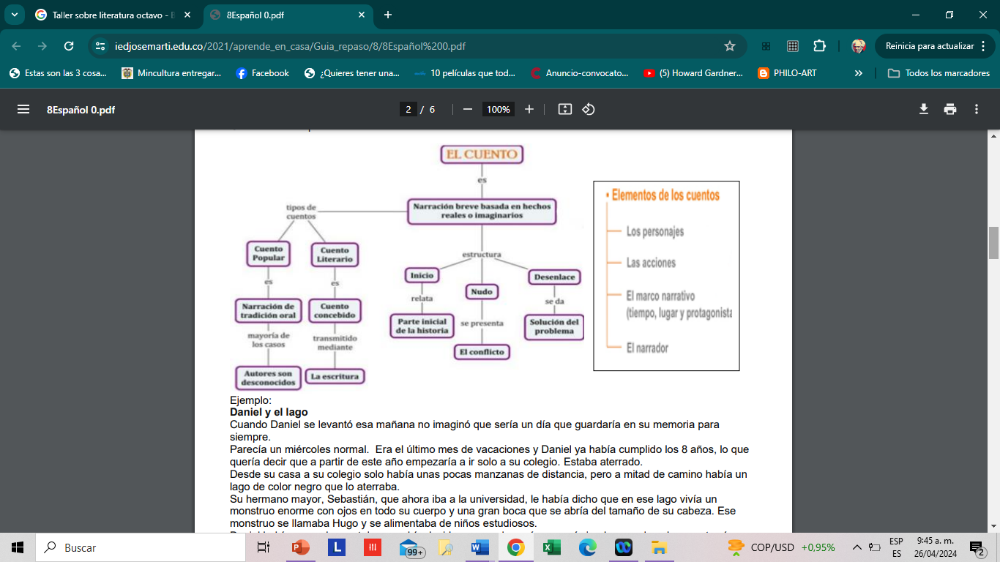 Taller sobre literatura octavo - E
8Español 0.pdf
iedjosemarti.edu.co/2021/aprende_en_casa/Guia_repaso/8/8Español%200.pdf
Reinicia para actualizar
Estas son las 3 cosa...
Mincultura entregar...
Facebook
¿Quieres tener una...
10 películas que tod...
Anuncio-convocato...
(5) Howard Gardner...
PHILO-ART
Todos los marcadores
8Español 0.pdf
2 / 6
100%
EL CUENTO
es
Narración breve basada en hechos
reales o imaginarios
tipos de
cuentos
Cuento
Popular
es
Narración de
tradición oral
mayoría de
los casos
Autores son
desconocidos
Cuento
Literario
es
Cuento
concebido
transmitido
mediante
La escritura
estructura
Inicio
relata
Parte inicial
de la historia
Nudo
se presenta
El conflicto
Desenlace
se da
Solución del
problema
• Elementos de los cuentos
Los personajes
Las acciones
El marco narrativo
(tiempo, lugar y protagonista
El narrador
Ejemplo:
Daniel y el lago
Cuando Daniel se levantó esa mañana no imaginó que sería un día que guardaría en su memoria para
siempre.
Parecía un miércoles normal. Era el último mes de vacaciones y Daniel ya había cumplido los 8 años, lo que
quería decir que a partir de este año empezaría a ir solo a su colegio. Estaba aterrado.
Desde su casa a su colegio solo había unas pocas manzanas de distancia, pero a mitad de camino había un
lago de color negro que lo aterraba.
Su hermano mayor, Sebastián, que ahora iba a la universidad, le había dicho que en ese lago vivía un
monstruo enorme con ojos en todo su cuerpo y una gran boca que se abría del tamaño de su cabeza. Ese
monstruo se llamaba Hugo y se alimentaba de niños estudiosos.
Buscar
99+
COP/USD +0,95%
ESP
ES
9:45 a. m.
26/04/2024
2